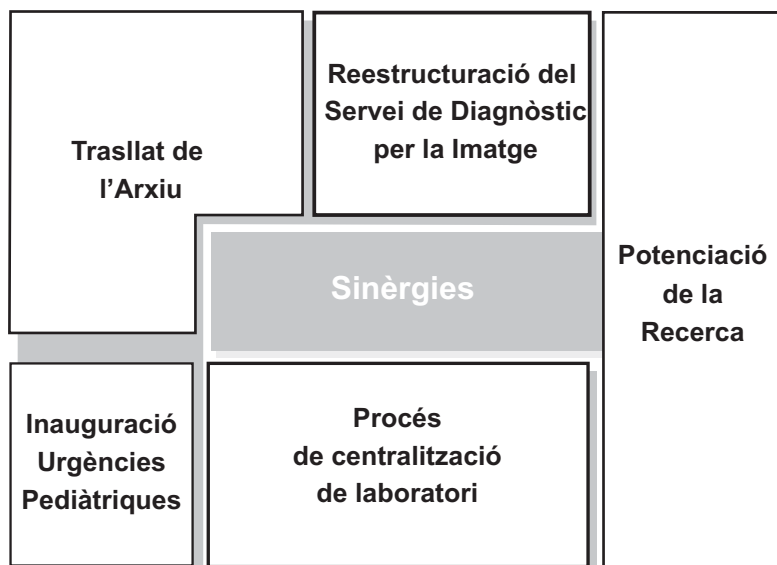 Trasllat de
l’Arxiu
Reestructuració del
Servei de Diagnòstic
per la Imatge
Potenciació
de la
Recerca
Sinèrgies
Inauguració
Urgències
Pediàtriques
Procés
de centralització
de laboratori